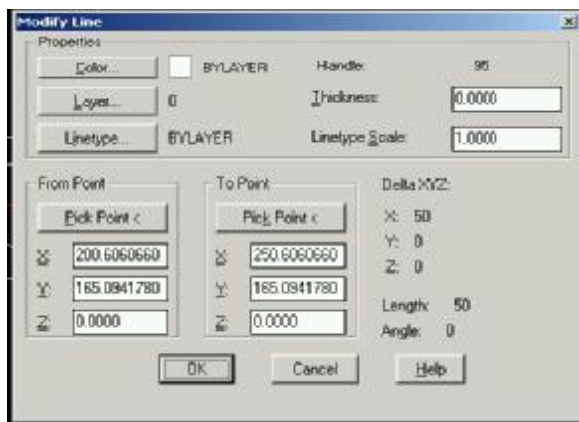 Modify Line
Properties
Color... BYLAYER Handle: 95
Layer... 0 Thickness: 0.0000
Linetype... BYLAYER Linetype Scale: 1.0000
From Point To Point Delta XYZ:
Pick Point < Pick Point < X: 50
X: 200.6060660 X: 250.6060660 Y: 0
Y: 165.0941780 Y: 165.0941780 Z: 0
Z: 0.0000 Z: 0.0000 Length: 50
Angle: 0
OK Cancel Help